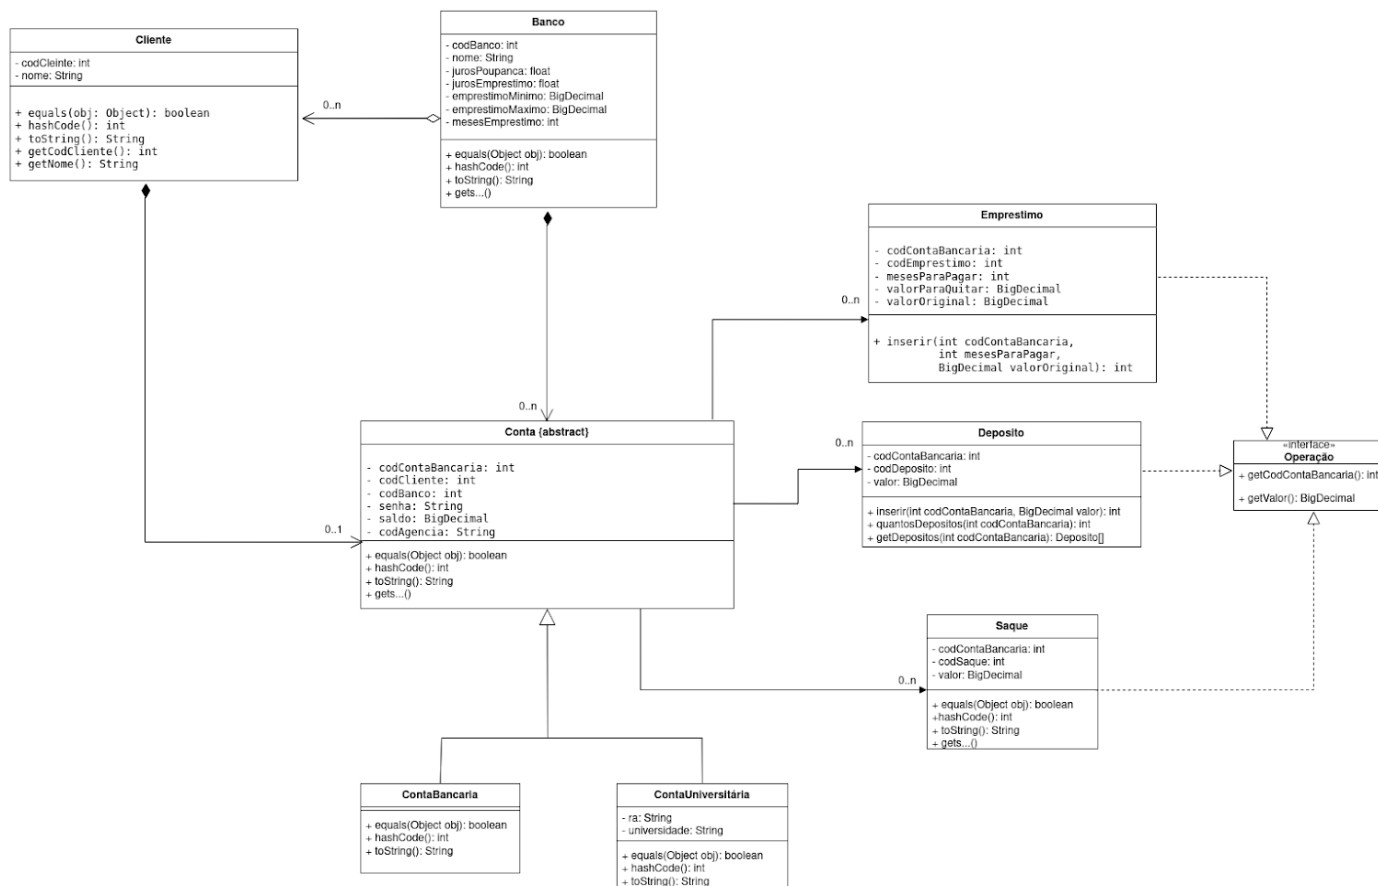 Cliente
- codCleinte: int
- nome: String
+ equals(obj: Object): boolean
+ hashCode(): int
+ toString(): String
+ getCodCliente(): int
+ getNome(): String
0..n
Banco
- codBanco: int
- nome: String
- jurosPoupanca: float
- jurosEmprestimo: float
- emprestimoMinimo: BigDecimal
- emprestimoMaximo: BigDecimal
- mesesEmprestimo: int
+ equals(Object obj): boolean
+ hashCode(): int
+ toString(): String
+ gets...()
Emprestimo
- codContaBancaria: int
- codEmprestimo: int
- mesesParaPagar: int
- valorParaQuitar: BigDecimal
- valorOriginal: BigDecimal
+ inserir(int codContaBancaria,
int mesesParaPagar,
BigDecimal valorOriginal): int
0..n
0..n
Conta {abstract}
- codContaBancaria: int
- codCliente: int
- codBanco: int
- senha: String
- saldo: BigDecimal
- codAgencia: String
+ equals(Object obj): boolean
+ hashCode(): int
+ toString(): String
+ gets...()
0..1
0..n
Deposito
- codContaBancaria: int
- codDeposito: int
- valor: BigDecimal
+ inserir(int codContaBancaria, BigDecimal valor): int
+ quantosDepositos(int codContaBancaria): int
+ getDepositos(int codContaBancaria): Deposito[]
«interface»
Operação
+ getCodContaBancaria(): int
+ getValor(): BigDecimal
Saque
- codContaBancaria: int
- codSaque: int
- valor: BigDecimal
+ equals(Object obj): boolean
+hashCode(): int
+ toString(): String
+ gets...()
0..n
ContaBancaria
+ equals(Object obj): boolean
+ hashCode(): int
+ toString(): String
ContaUniversitária
- ra: String
- universidade: String
+ equals(Object obj): boolean
+ hashCode(): int
+ toString(): String